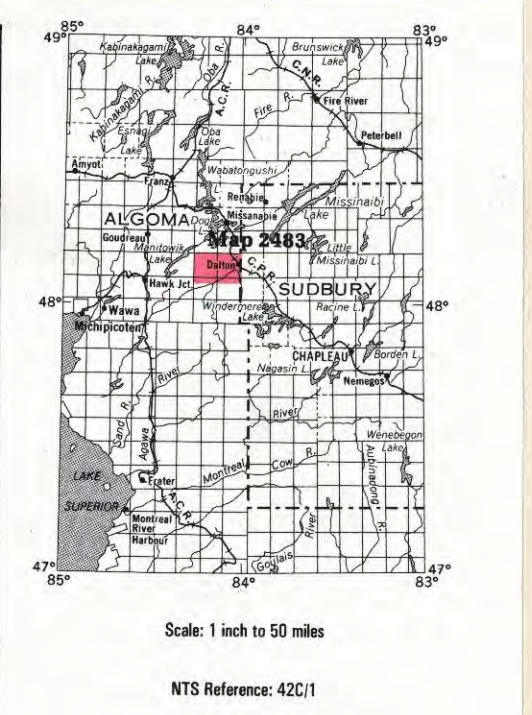 85°
84°
83°
49°
49°
Kabinakagami
Lake
Oba R.
A.C.R.
Brunswick
Lake
C.N.R.
Fire River
Fire R.
Kabinakagami R.
Esnagi
Lake
Oba
Lake
Peterbell
Amyot
Franz
Wabatongushi
L.
Renabie
Missinaibi
Lake
Dog
L.
Missanabie
ALGOMA
Goudreau
Manitowik
Lake
Map 2483
Little
Missinaibi L.
Dalton
C.P.R.
Hawk Jct.
SUDBURY
48°
48°
Wawa
Michipicoten
Windermere
Lake
Racine L.
CHAPLEAU
Borden L.
Nagasin L.
Nemegos
River
River
Sand R.
Agawa
Wenebegon
Lake
Montreal
Cow R.
Aubinadong
R.
LAKE
SUPERIOR
Frater
A.C.R.
Montreal
River
Harbour
Goulais
River
47°
47°
85°
84°
83°
Scale: 1 inch to 50 miles
NTS Reference: 42C/1